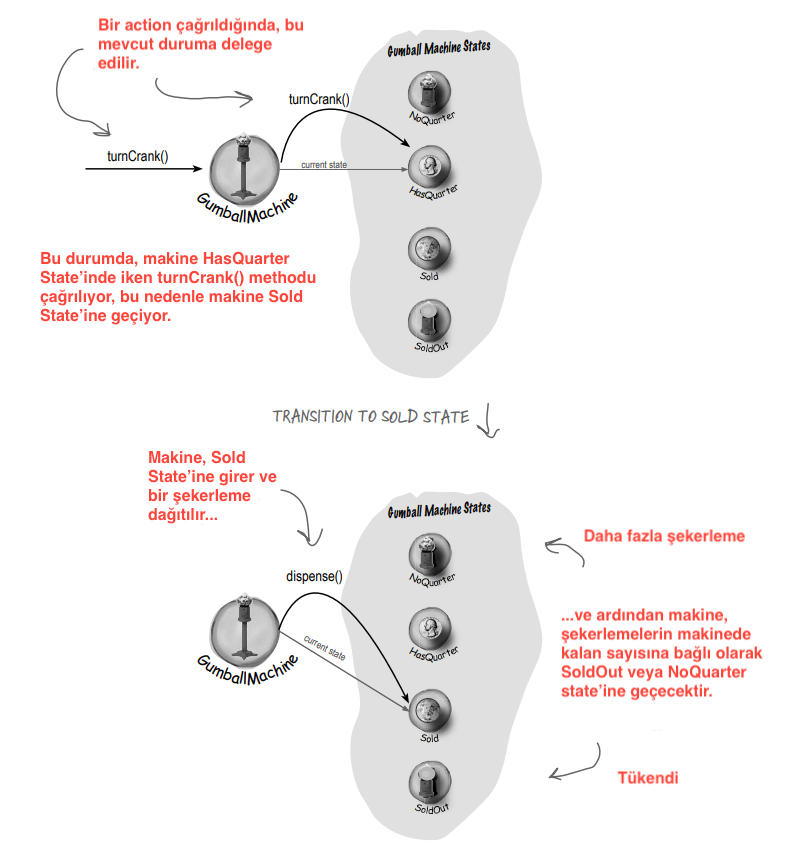 Bir action çağrıldığında, bu
mevcut duruma delege
edilir.
Gumball Machine States
turnCrank()
NoQuarter
turnCrank()
current state
HasQuarter
GumballMachine
Bu durumda, makine HasQuarter
State’inde iken turnCrank() methodu
çağrılıyor, bu nedenle makine Sold
State’ine geçiyor.
Sold
SoldOut
TRANSITION TO SOLD STATE
Makine, Sold
State’ine girer ve
bir şekerleme
dağıtılır...
Gumball Machine States
Daha fazla şekerleme
NoQuarter
dispense()
...ve ardından makine,
şekerlemelerin makinede
kalan sayısına bağlı olarak
SoldOut veya NoQuarter
state’ine geçecektir.
current state
HasQuarter
GumballMachine
Sold
Tükendi
SoldOut